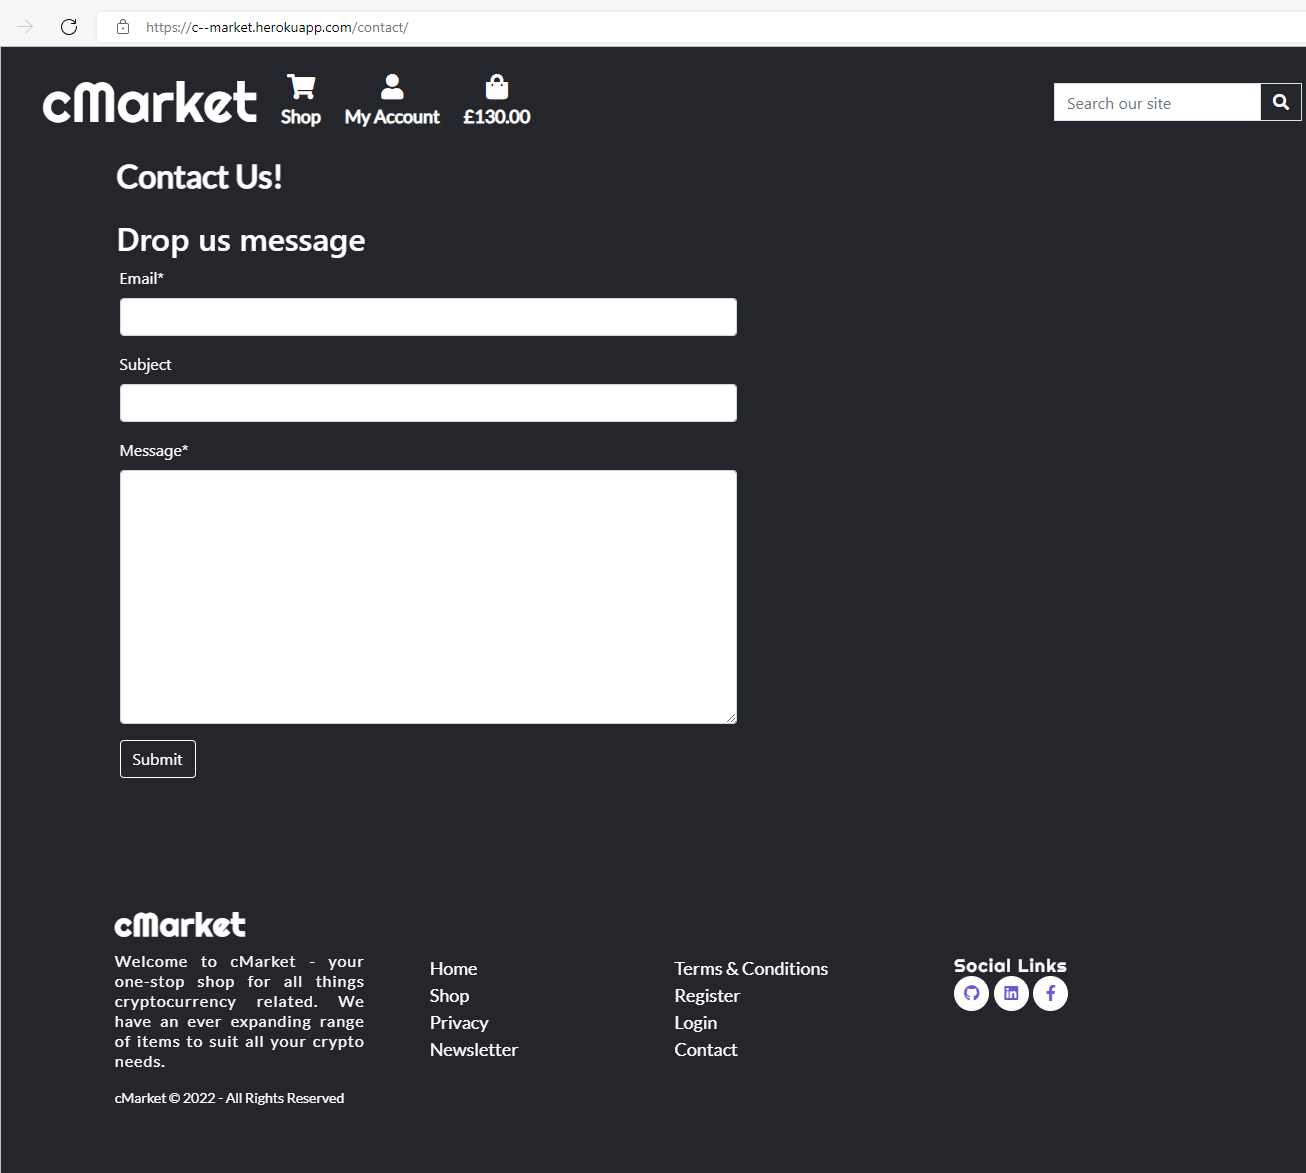 https://c--market.herokuapp.com/contact/
cMarket
Shop
My Account
£130.00
Search our site
Contact Us!
Drop us message
Email*
Subject
Message*
Submit
cMarket
Welcome to cMarket - your
one-stop shop for all things
cryptocurrency related. We
have an ever expanding range
of items to suit all your crypto
needs.
cMarket © 2022 - All Rights Reserved
Home
Shop
Privacy
Newsletter
Terms & Conditions
Register
Login
Contact
Social Links